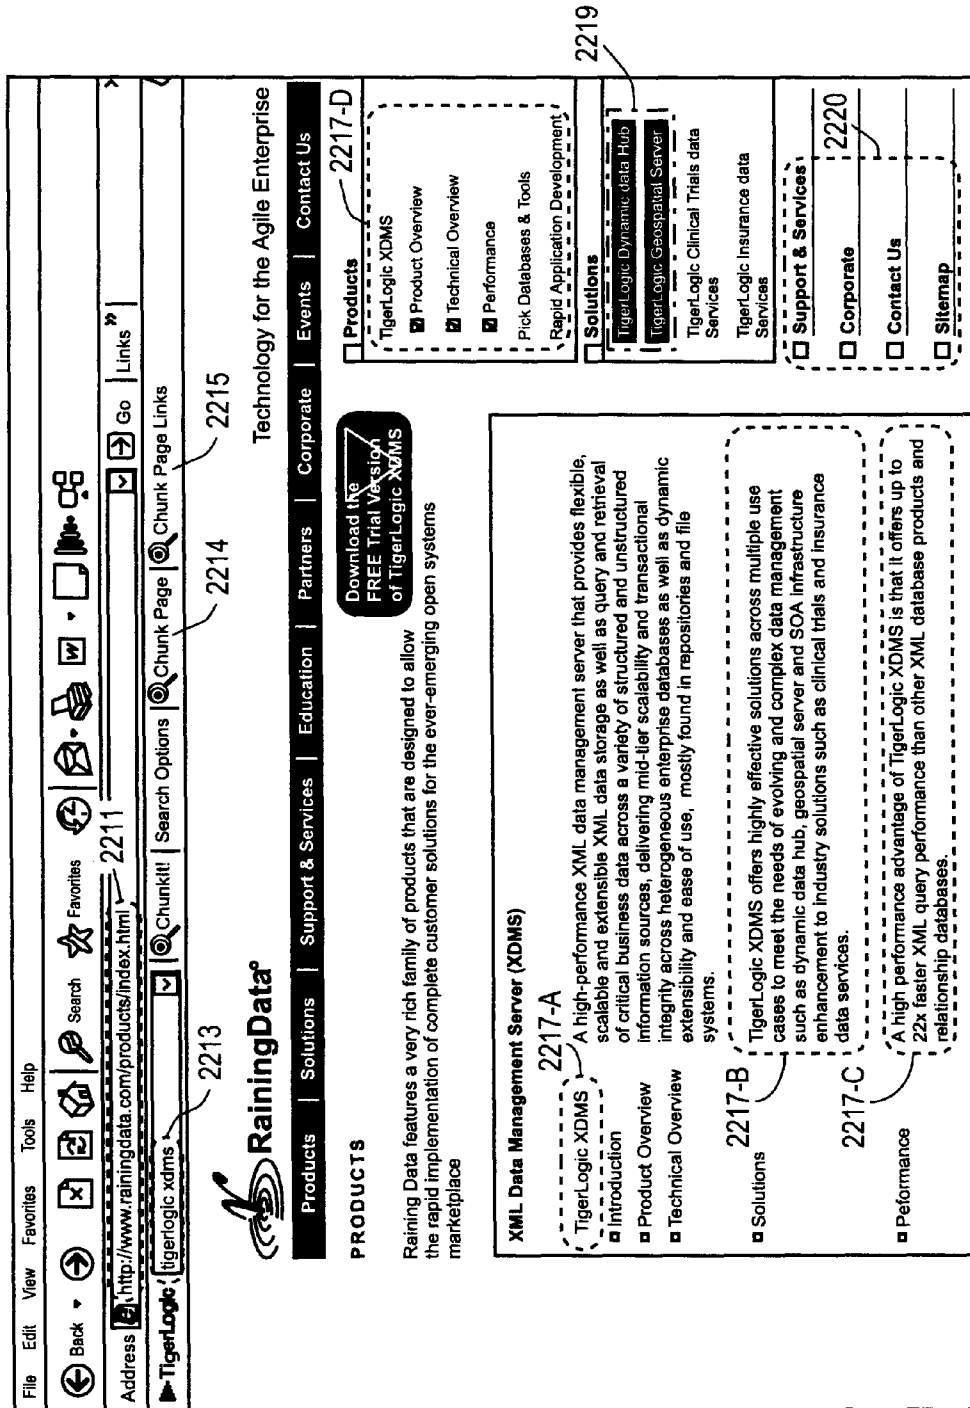 File Edit View Favorites Tools Help
Back Search Favorites
Address http://www.rainingdata.com/products/index.html Go Links »
2211
TigerLogic tigerlogic xdms ChunkIt! Search Options Chunk Page Chunk Page Links
2213
2214
2215
RainingData®
Technology for the Agile Enterprise
Products | Solutions | Support & Services | Education | Partners | Corporate | Events | Contact Us
PRODUCTS
Raining Data features a very rich family of products that are designed to allow
the rapid implementation of complete customer solutions for the ever-emerging open systems
marketplace
Download the
FREE Trial Version
of TigerLogic XDMS
XML Data Management Server (XDMS)
2217-A
TigerLogic XDMS
Introduction
Product Overview
Technical Overview
A high-performance XML data management server that provides flexible,
scalable and extensible XML data storage as well as query and retrieval
of critical business data across a variety of structured and unstructured
information sources, delivering mid-tier scalability and transactional
integrity across heterogeneous enterprise databases as well as dynamic
extensibility and ease of use, mostly found in repositories and file
systems.
2217-B
Solutions
TigerLogic XDMS offers highly effective solutions across multiple use
cases to meet the needs of evolving and complex data management
such as dynamic data hub, geospatial server and SOA infrastructure
enhancement to industry solutions such as clinical trials and insurance
data services.
2217-C
Peformance
A high performance advantage of TigerLogic XDMS is that it offers up to
22x faster XML query performance than other XML database products and
relationship databases.
2217-D
Products
TigerLogic XDMS
Product Overview
Technical Overview
Performance
Pick Databases & Tools
Rapid Application Development
2219
Solutions
TigerLogic Dynamic data Hub
TigerLogic Geospatial Server
TigerLogic Clinical Trials data
Services
TigerLogic Insurance data
Services
2220
Support & Services
Corporate
Contact Us
Sitemap